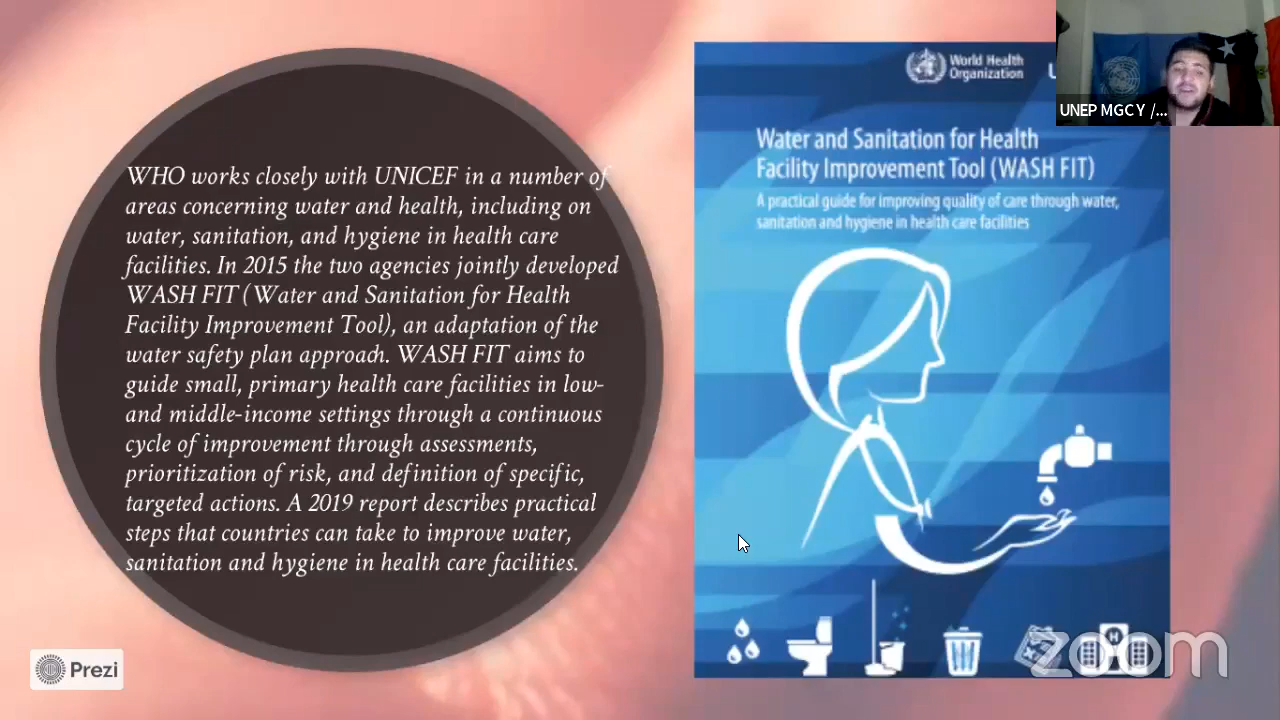 WHO works closely with UNICEF in a number of
areas concerning water and health, including on
water, sanitation, and hygiene in health care
facilities. In 2015 the two agencies jointly developed
WASH FIT (Water and Sanitation for Health
Facility Improvement Tool), an adaptation of the
water safety plan approach. WASH FIT aims to
guide small, primary health care facilities in low-
and middle-income settings through a continuous
cycle of improvement through assessments,
prioritization of risk, and definition of specific,
targeted actions. A 2019 report describes practical
steps that countries can take to improve water,
sanitation and hygiene in health care facilities.
Prezi
World Health
Organization
Water and Sanitation for Health
Facility Improvement Tool (WASH FIT)
A practical guide for improving quality of care through water,
sanitation and hygiene in health care facilities
H
UNEP MGCY /...
zoom